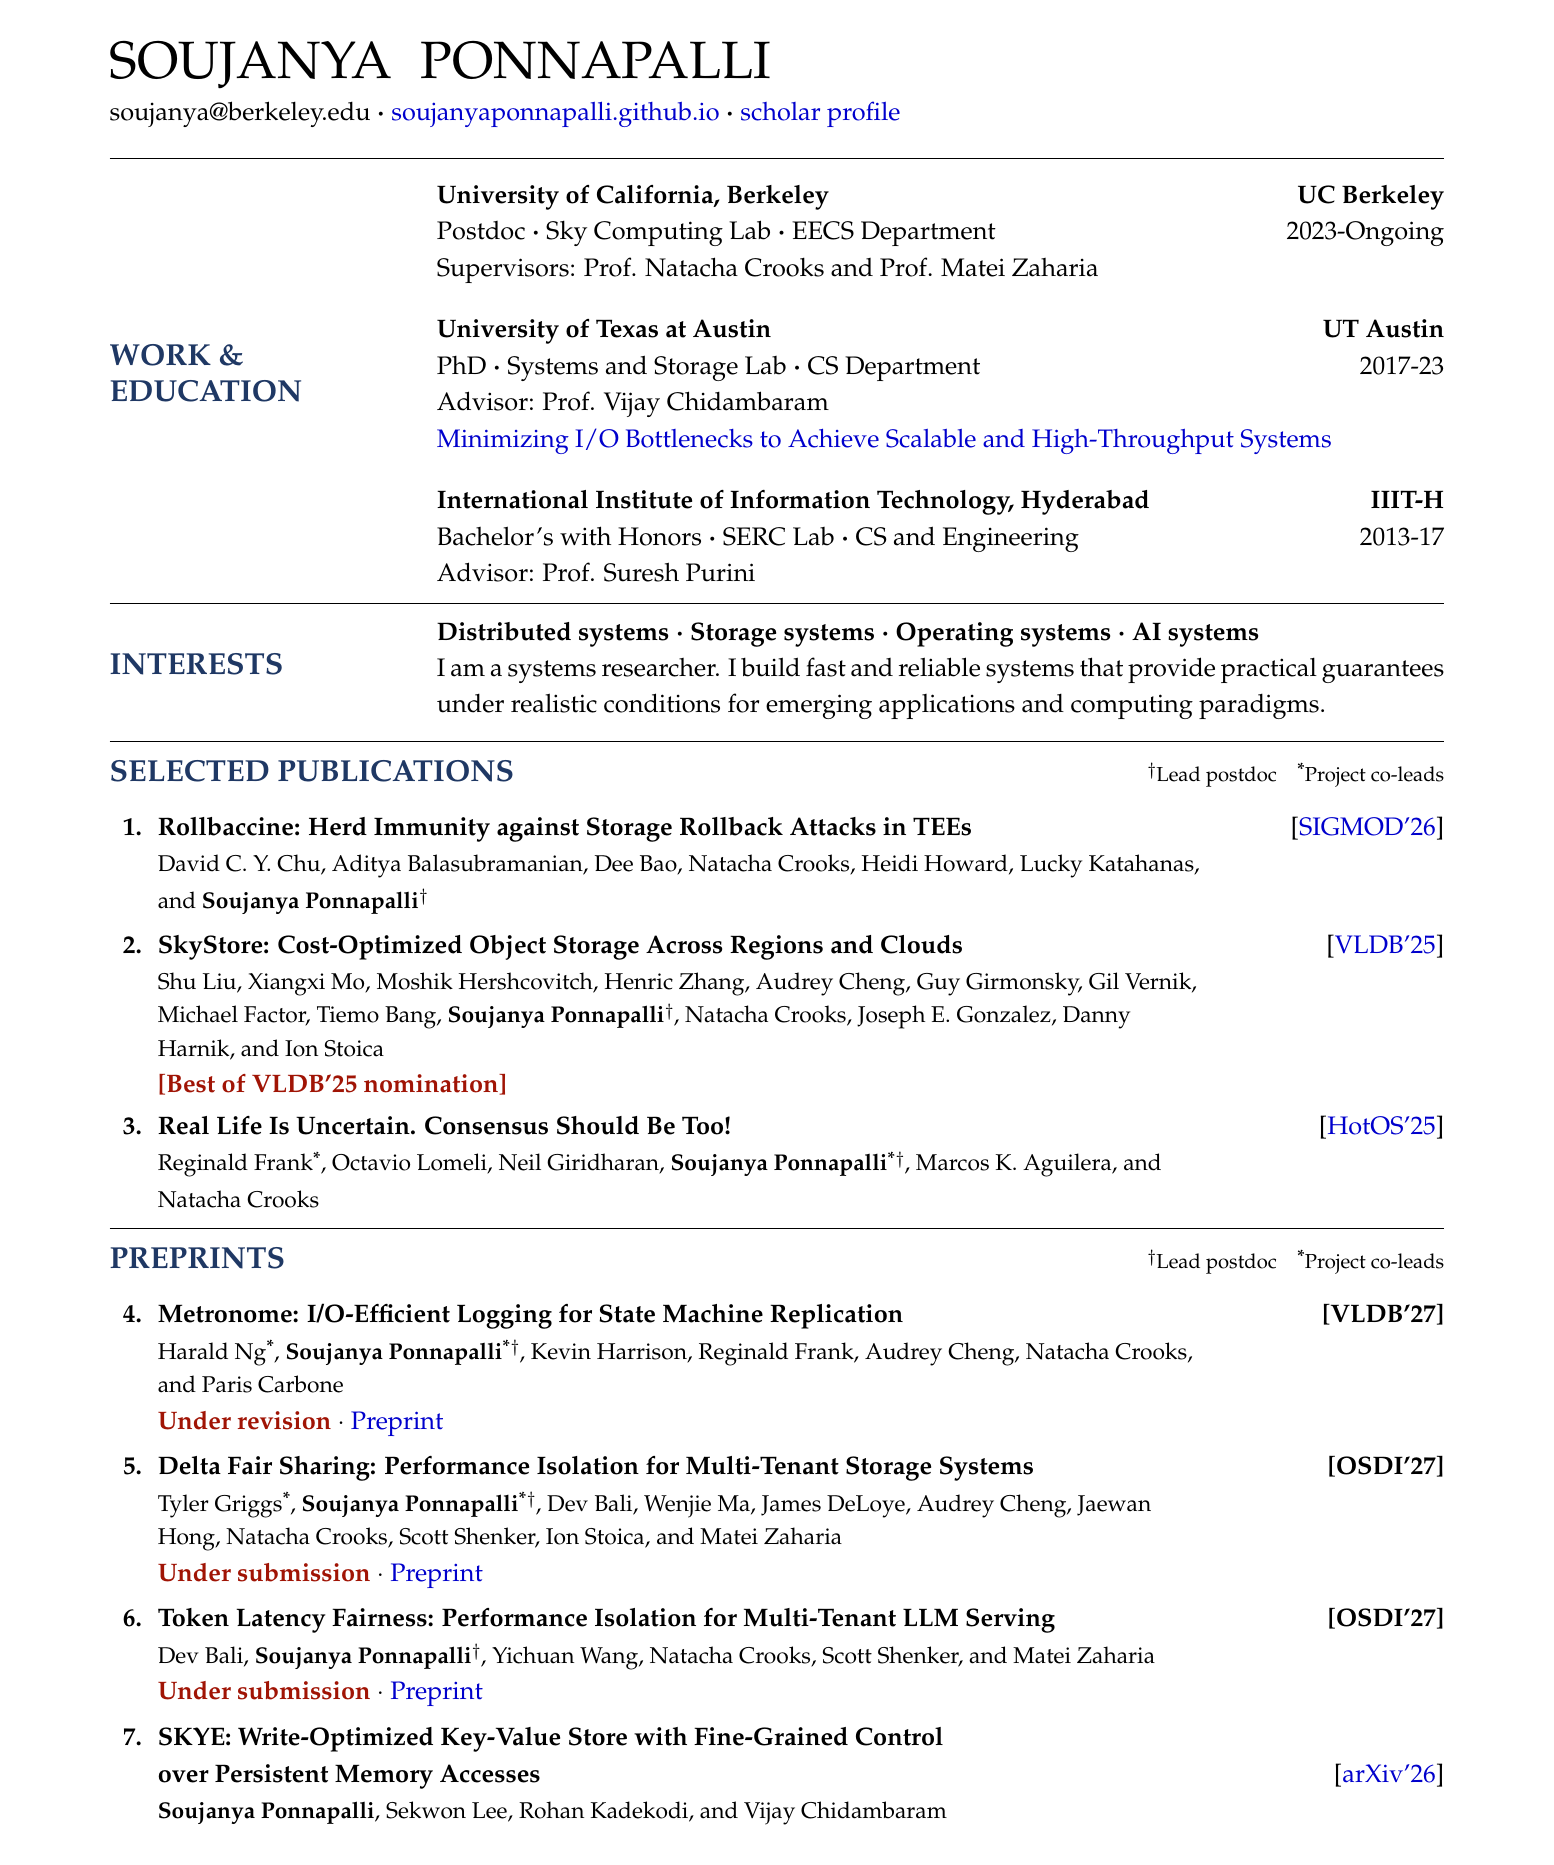 SOUJANYA PONNAPALLI
soujanya@berkeley.edu · soujanyaponnapalli.github.io · scholar profile
WORK &
EDUCATION
University of California, Berkeley UC Berkeley
Postdoc · Sky Computing Lab · EECS Department 2023-Ongoing
Supervisors: Prof. Natacha Crooks and Prof. Matei Zaharia
University of Texas at Austin UT Austin
PhD · Systems and Storage Lab · CS Department 2017-23
Advisor: Prof. Vijay Chidambaram
Minimizing I/O Bottlenecks to Achieve Scalable and High-Throughput Systems
International Institute of Information Technology, Hyderabad IIIT-H
Bachelor's with Honors · SERC Lab · CS and Engineering 2013-17
Advisor: Prof. Suresh Purini
INTERESTS
Distributed systems · Storage systems · Operating systems · AI systems
I am a systems researcher. I build fast and reliable systems that provide practical guarantees
under realistic conditions for emerging applications and computing paradigms.
SELECTED PUBLICATIONS †Lead postdoc *Project co-leads
1. Rollbaccine: Herd Immunity against Storage Rollback Attacks in TEEs [SIGMOD'26]
David C. Y. Chu, Aditya Balasubramanian, Dee Bao, Natacha Crooks, Heidi Howard, Lucky Katahanas,
and Soujanya Ponnapalli†
2. SkyStore: Cost-Optimized Object Storage Across Regions and Clouds [VLDB'25]
Shu Liu, Xiangxi Mo, Moshik Hershcovitch, Henric Zhang, Audrey Cheng, Guy Girmonsky, Gil Vernik,
Michael Factor, Tiemo Bang, Soujanya Ponnapalli†, Natacha Crooks, Joseph E. Gonzalez, Danny
Harnik, and Ion Stoica
[Best of VLDB'25 nomination]
3. Real Life Is Uncertain. Consensus Should Be Too! [HotOS'25]
Reginald Frank*, Octavio Lomeli, Neil Giridharan, Soujanya Ponnapalli*†, Marcos K. Aguilera, and
Natacha Crooks
PREPRINTS †Lead postdoc *Project co-leads
4. Metronome: I/O-Efficient Logging for State Machine Replication [VLDB'27]
Harald Ng*, Soujanya Ponnapalli*†, Kevin Harrison, Reginald Frank, Audrey Cheng, Natacha Crooks,
and Paris Carbone
Under revision · Preprint
5. Delta Fair Sharing: Performance Isolation for Multi-Tenant Storage Systems [OSDI'27]
Tyler Griggs*, Soujanya Ponnapalli*†, Dev Bali, Wenjie Ma, James DeLoye, Audrey Cheng, Jaewan
Hong, Natacha Crooks, Scott Shenker, Ion Stoica, and Matei Zaharia
Under submission · Preprint
6. Token Latency Fairness: Performance Isolation for Multi-Tenant LLM Serving [OSDI'27]
Dev Bali, Soujanya Ponnapalli†, Yichuan Wang, Natacha Crooks, Scott Shenker, and Matei Zaharia
Under submission · Preprint
7. SKYE: Write-Optimized Key-Value Store with Fine-Grained Control
over Persistent Memory Accesses [arXiv'26]
Soujanya Ponnapalli, Sekwon Lee, Rohan Kadekodi, and Vijay Chidambaram